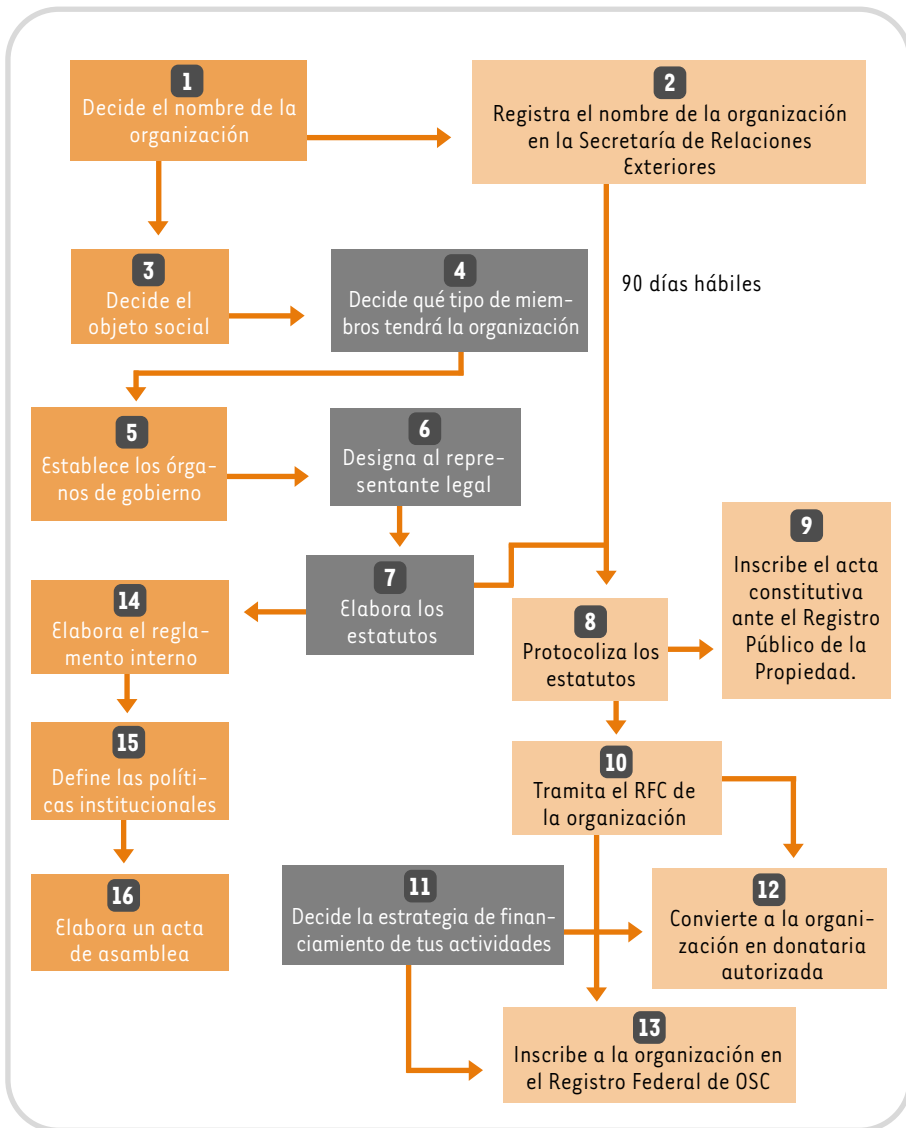 1
Decide el nombre de la
organización
2
Registra el nombre de la organización
en la Secretaría de Relaciones
Exteriores
3
Decide el
objeto social
4
Decide qué tipo de miem-
bros tendrá la organización
90 días hábiles
5
Establece los órga-
nos de gobierno
6
Designa al repre-
sentante legal
7
Elabora los
estatutos
8
Protocoliza los
estatutos
9
Inscribe el acta
constitutiva
ante el Registro
Público de la
Propiedad.
10
Tramita el RFC de
la organización
11
Decide la estrategia de finan-
ciamiento de tus actividades
12
Convierte a la organi-
zación en donataria
autorizada
13
Inscribe a la organización en
el Registro Federal de OSC
14
Elabora el regla-
mento interno
15
Define las políti-
cas institucionales
16
Elabora un acta
de asamblea